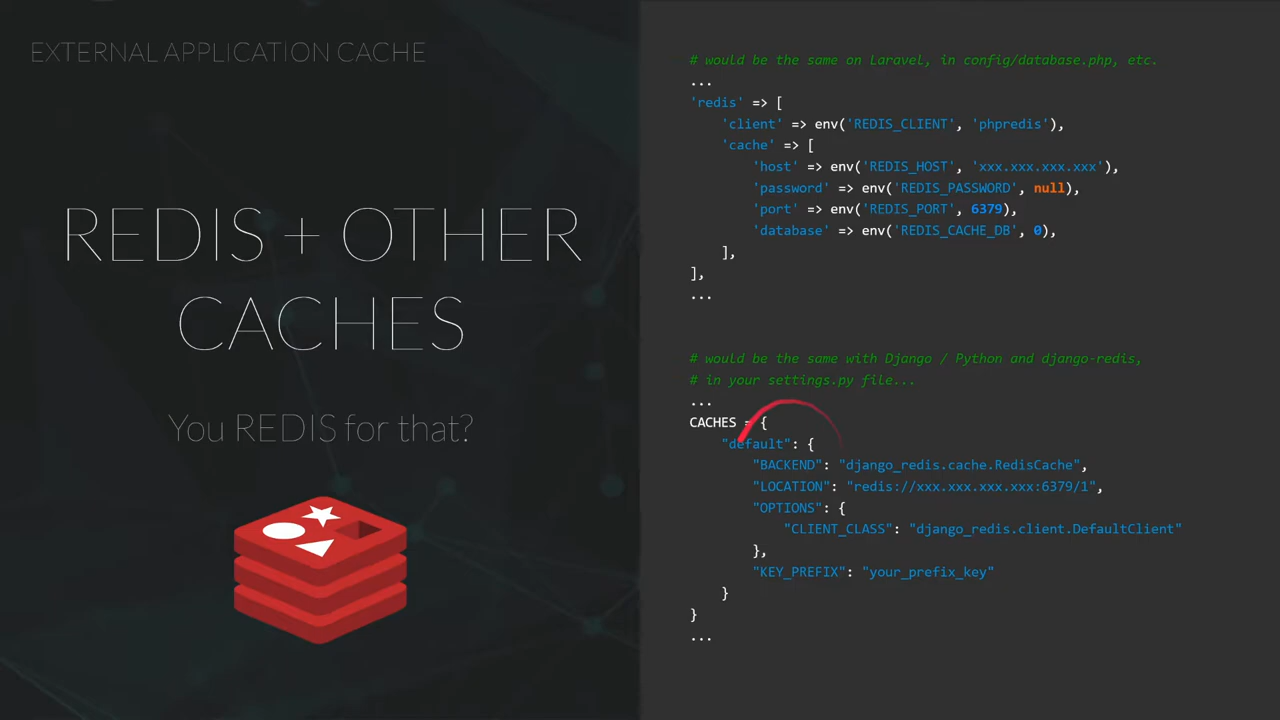 EXTERNAL APPLICATION CACHE
REDIS + OTHER
CACHES
You REDIS for that?
# would be the same on Laravel, in config/database.php, etc.
...
'redis' => [
    'client' => env('REDIS_CLIENT', 'phpredis'),
    'cache' => [
        'host' => env('REDIS_HOST', 'xxx.xxx.xxx.xxx'),
        'password' => env('REDIS_PASSWORD', null),
        'port' => env('REDIS_PORT', 6379),
        'database' => env('REDIS_CACHE_DB', 0),
    ],
],
...
# would be the same with Django / Python and django-redis,
# in your settings.py file...
...
CACHES = {
    "default": {
        "BACKEND": "django_redis.cache.RedisCache",
        "LOCATION": "redis://xxx.xxx.xxx.xxx:6379/1",
        "OPTIONS": {
            "CLIENT_CLASS": "django_redis.client.DefaultClient"
        },
        "KEY_PREFIX": "your_prefix_key"
    }
}
...